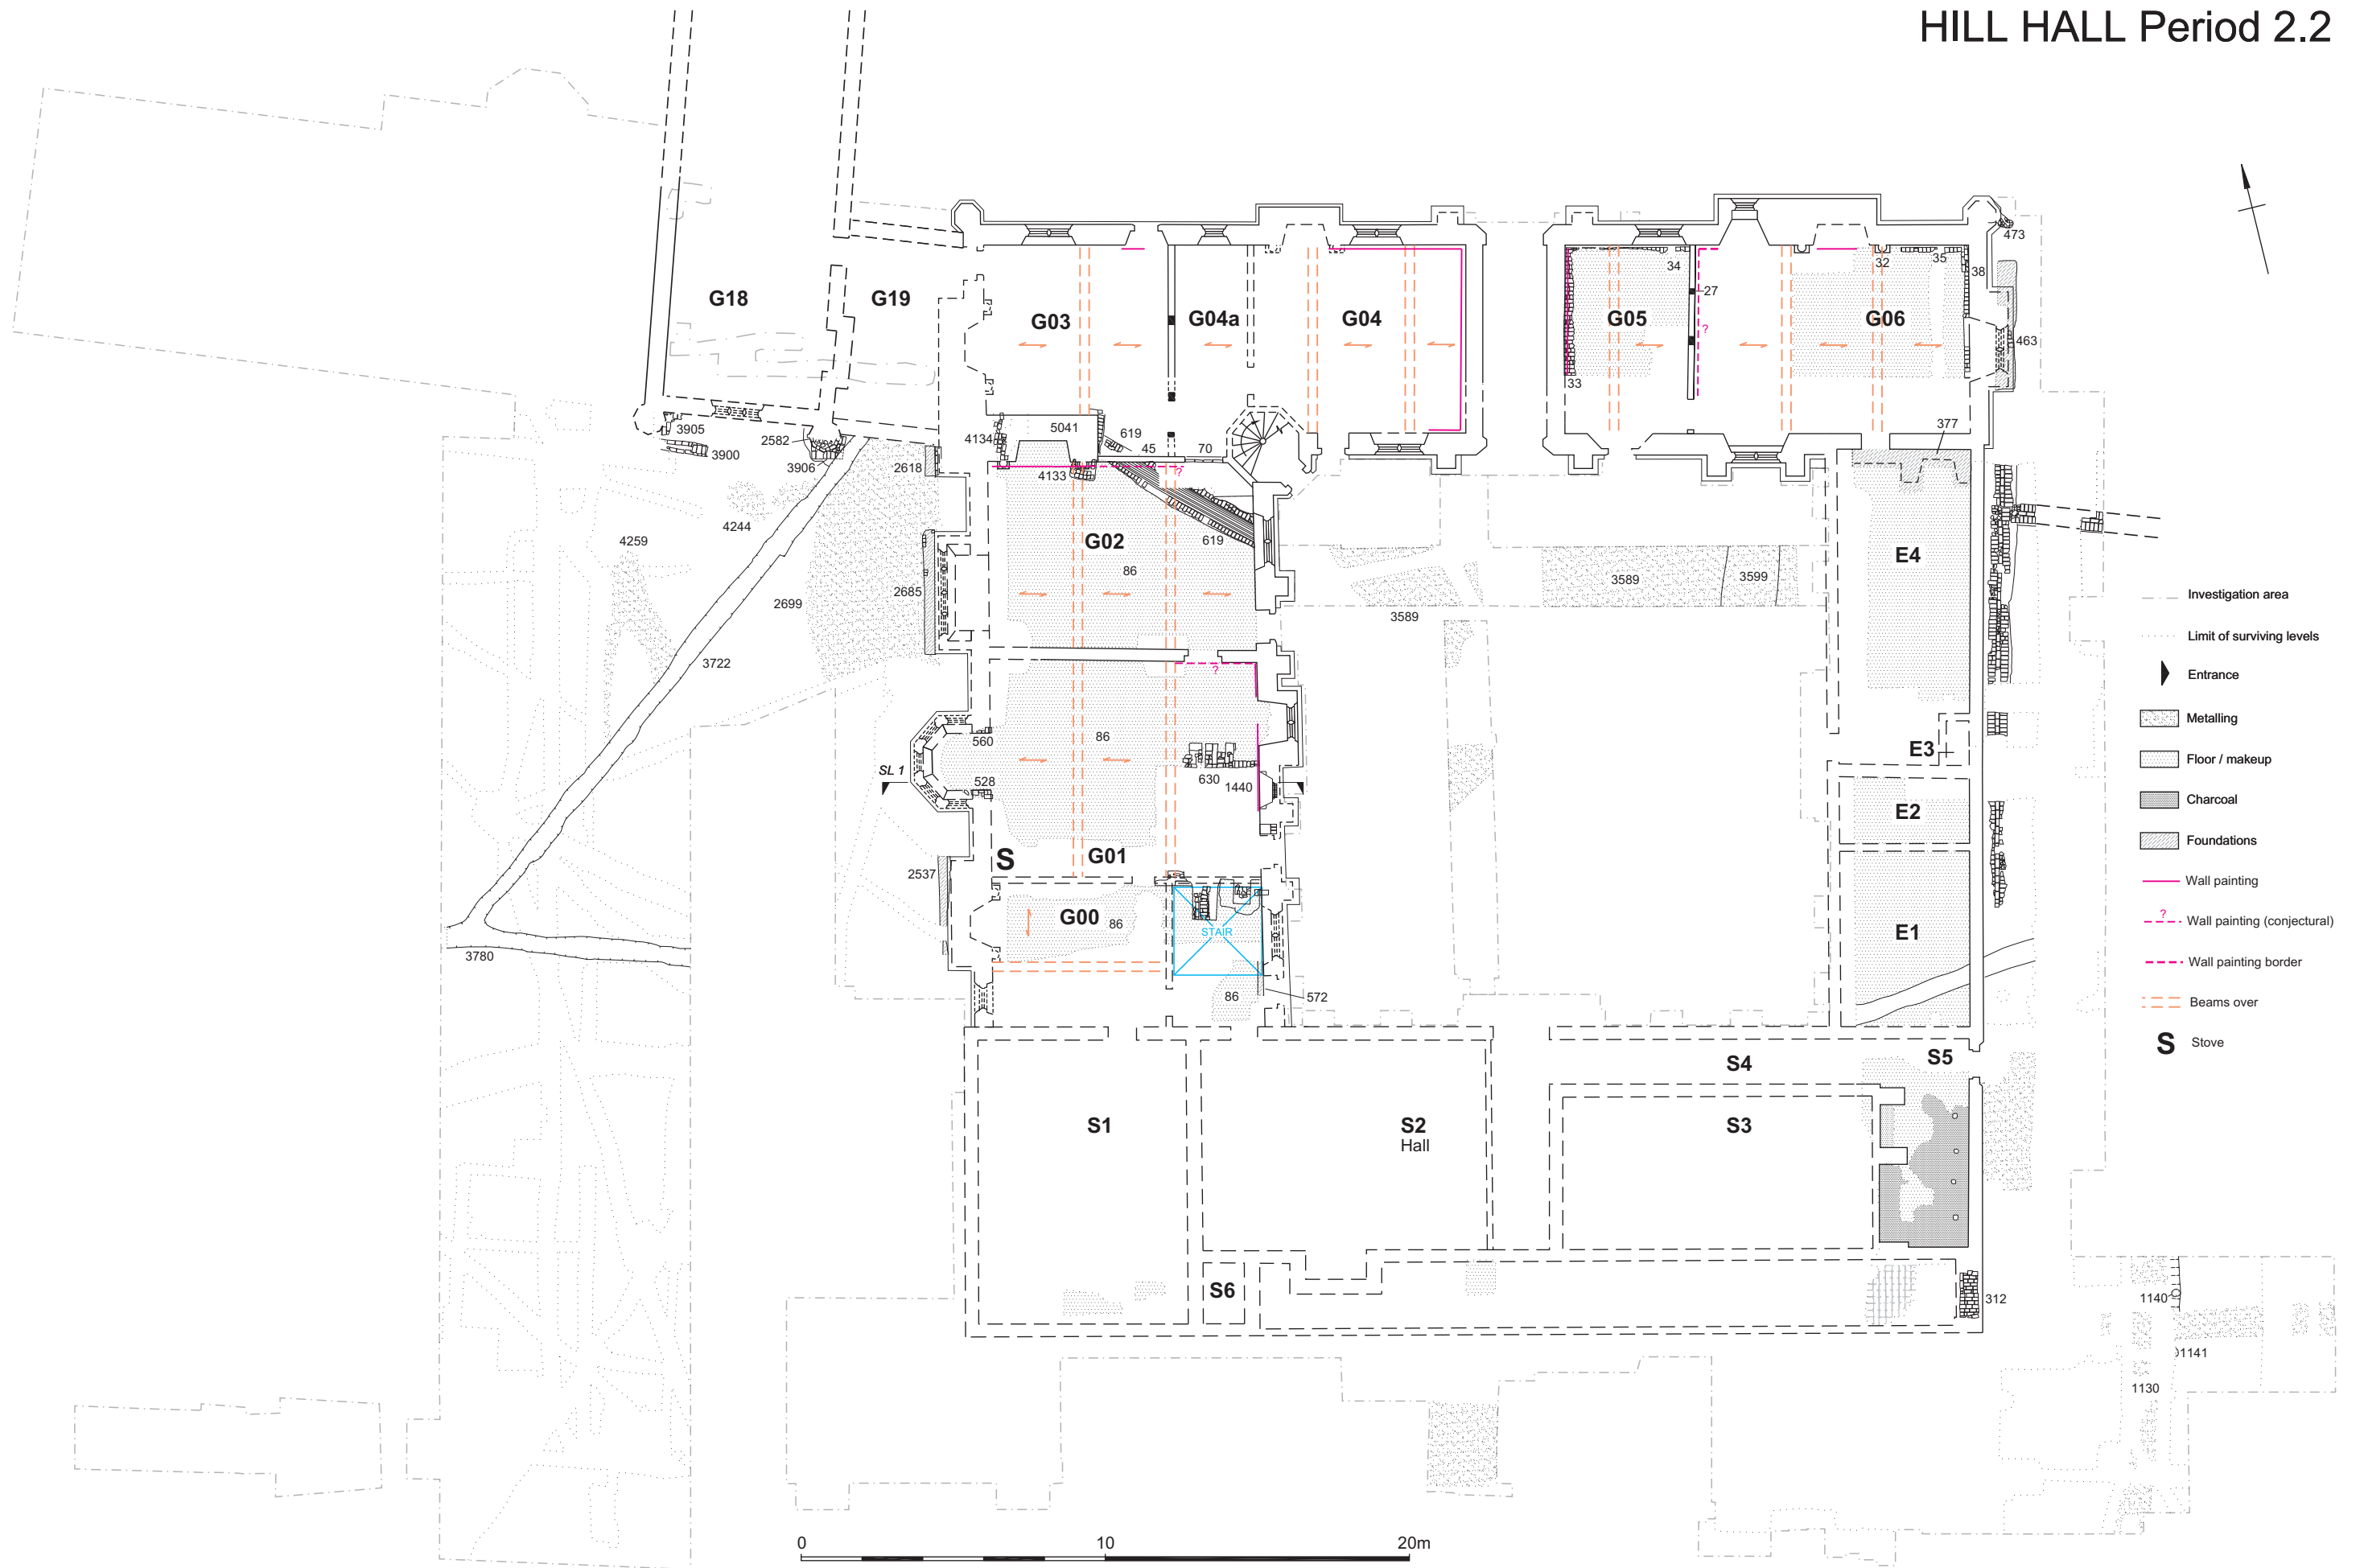 HILL HALL Period 2.2
473
34
32
35
38
G18
G19
27
G03
G04a
G04
G05
G06
?
463
33
3905
2582
4134
5041
619
45
70
377
3900
3906
2618
4133
?
4244
4259
G02
619
E4
86
3589
3599
2685
2699
3589
Investigation area
Limit of surviving levels
3722
?
Entrance
Metalling
560
86
E3
Floor / makeup
SL 1
528
630
1440
Charcoal
E2
Foundations
S
G01
2537
Wall painting
G00
86
STAIR
E1
?
Wall painting (conjectural)
3780
Wall painting border
86
572
Beams over
S
Stove
S5
S4
S1
S2
Hall
S3
S6
312
1140
1141
1130
0
10
20m